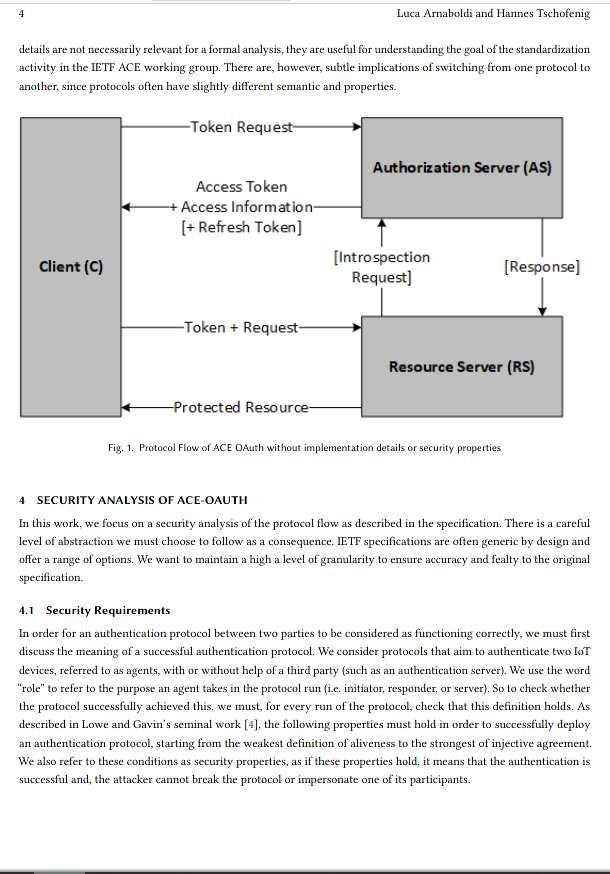 4
Luca Arnaboldi and Hannes Tschofenig
details are not necessarily relevant for a formal analysis, they are useful for understanding the goal of the standardization
activity in the IETF ACE working group. There are, however, subtle implications of switching from one protocol to
another, since protocols often have slightly different semantic and properties.
Token Request
Authorization Server (AS)
Access Token
+ Access Information
[+ Refresh Token]
Client (C)
[Introspection
Request]
[Response]
Token + Request
Resource Server (RS)
Protected Resource
Fig. 1. Protocol Flow of ACE OAuth without implementation details or security properties
4 SECURITY ANALYSIS OF ACE-OAUTH
In this work, we focus on a security analysis of the protocol flow as described in the specification. There is a careful
level of abstraction we must choose to follow as a consequence. IETF specifications are often generic by design and
offer a range of options. We want to maintain a high a level of granularity to ensure accuracy and fealty to the original
specification.
4.1 Security Requirements
In order for an authentication protocol between two parties to be considered as functioning correctly, we must first
discuss the meaning of a successful authentication protocol. We consider protocols that aim to authenticate two IoT
devices, referred to as agents, with or without help of a third party (such as an authentication server). We use the word
“role” to refer to the purpose an agent takes in the protocol run (i.e. initiator, responder, or server). So to check whether
the protocol successfully achieved this, we must, for every run of the protocol, check that this definition holds. As
described in Lowe and Gavin’s seminal work [4], the following properties must hold in order to successfully deploy
an authentication protocol, starting from the weakest definition of aliveness to the strongest of injective agreement.
We also refer to these conditions as security properties, as if these properties hold, it means that the authentication is
successful and, the attacker cannot break the protocol or impersonate one of its participants.